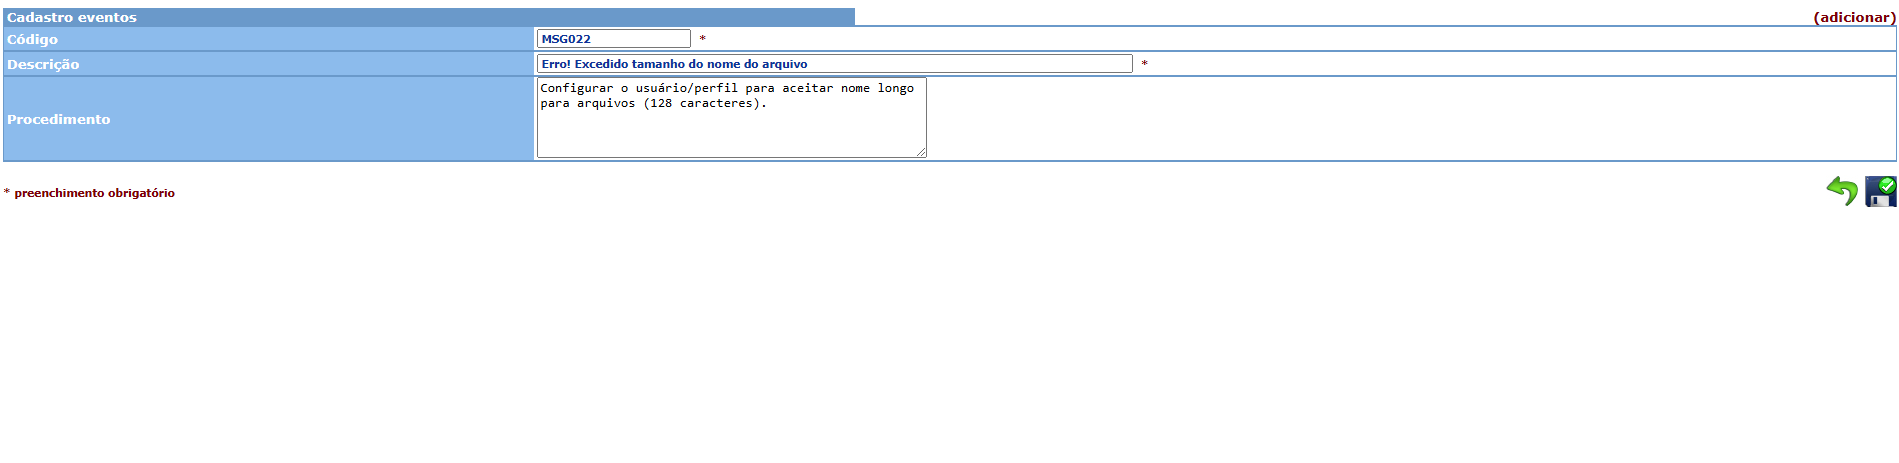 Cadastro eventos
(adicionar)
Código
MSG022 *
Descrição
Erro! Excedido tamanho do nome do arquivo *
Procedimento
Configurar o usuário/perfil para aceitar nome longo
para arquivos (128 caracteres).
* preenchimento obrigatório